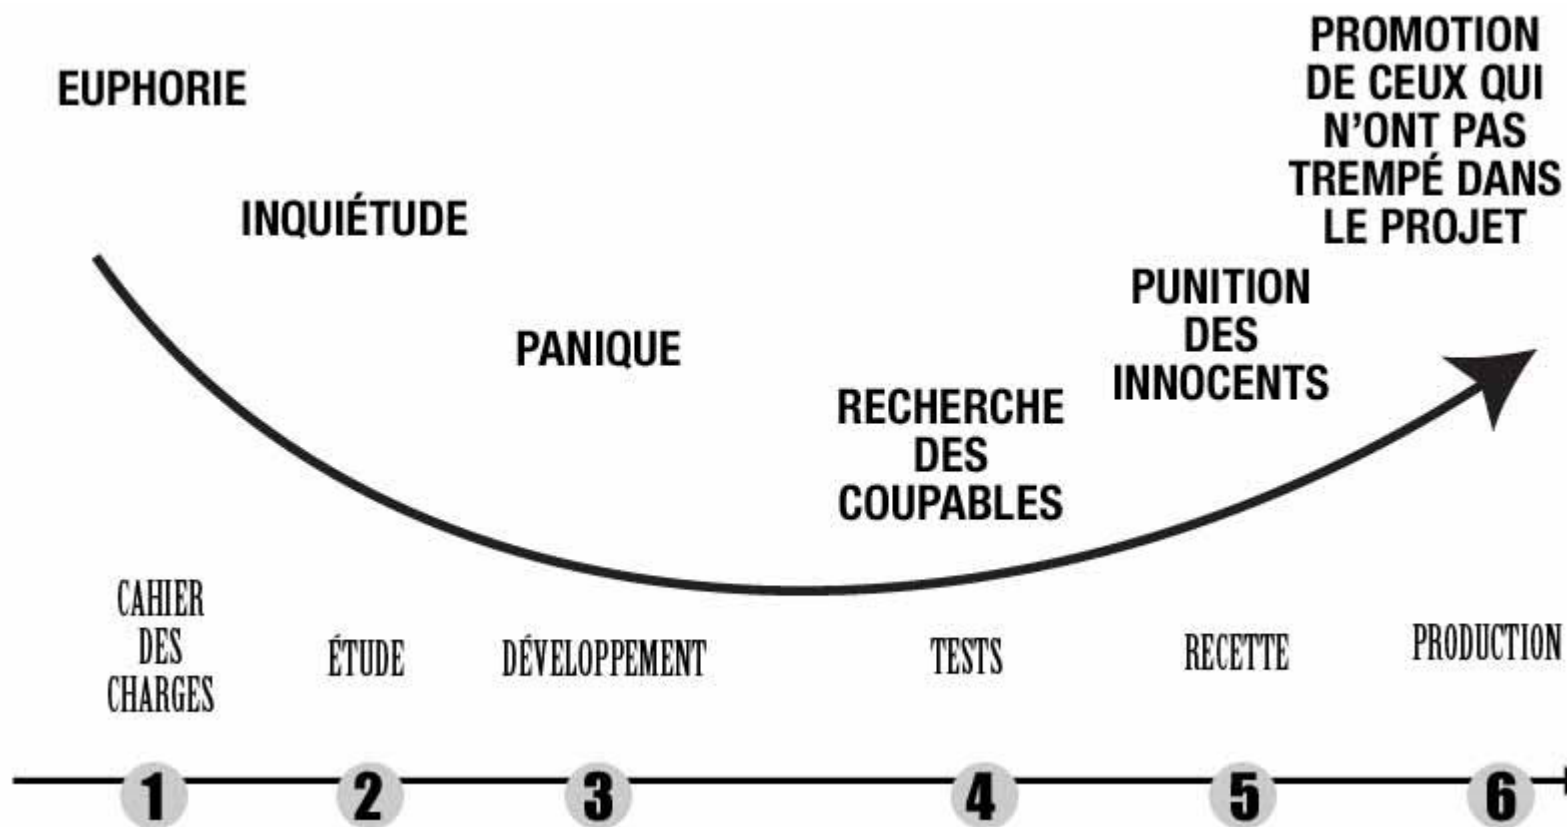 EUPHORIE
INQUIÉTUDE
PANIQUE
RECHERCHE
DES
COUPABLES
PUNITION
DES
INNOCENTS
PROMOTION
DE CEUX QUI
N'ONT PAS
TREMPÉ DANS
LE PROJET
CAHIER
DES
CHARGES
ÉTUDE
DÉVELOPPEMENT
TESTS
RECETTE
PRODUCTION
1
2
3
4
5
6